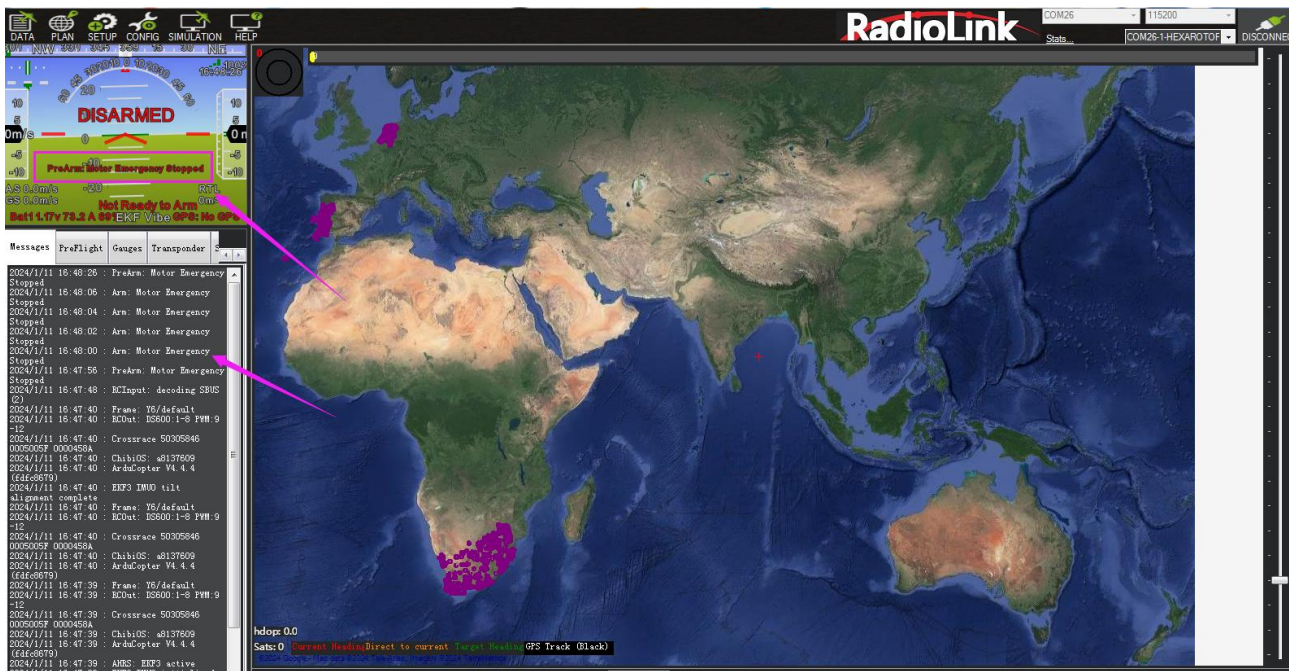 DATA PLAN SETUP CONFIG SIMULATION HELP
RadioLink
COM26 115200
Stats... COM26-1-HEXAROTOF DISCONNE
DISARMED
10 10
5 5
0m/s 0
-5 -5
-10 -10
PreArm: Motor Emergency Stopped
AS 0.0m/s -20 RTL
GS 0.0m/s
Not Ready to Arm
EKF Vibe GPS: No GPS
Messages PreFlight Gauges Transponder S
2024/1/11 16:48:26 : PreArm: Motor Emergency
Stopped
2024/1/11 16:48:06 : Arm: Motor Emergency
Stopped
2024/1/11 16:48:04 : Arm: Motor Emergency
Stopped
2024/1/11 16:48:02 : Arm: Motor Emergency
Stopped
2024/1/11 16:48:00 : Arm: Motor Emergency
Stopped
2024/1/11 16:47:56 : PreArm: Motor Emergency
Stopped
2024/1/11 16:47:48 : RCInput: decoding SBUS
(2)
2024/1/11 16:47:40 : Frame: Y6/default
2024/1/11 16:47:40 : RCOut: DS600:1-8 PWM:9
-12
2024/1/11 16:47:40 : Crossrace 50305846
0005005F 0000458A
2024/1/11 16:47:40 : ChibiOS: a8137609
2024/1/11 16:47:40 : ArduCopter V4.4.4
(fdfc8679)
2024/1/11 16:47:40 : EKF3 IMU0 tilt
alignment complete
2024/1/11 16:47:40 : Frame: Y6/default
2024/1/11 16:47:40 : RCOut: DS600:1-8 PWM:9
-12
2024/1/11 16:47:40 : Crossrace 50305846
0005005F 0000458A
2024/1/11 16:47:40 : ChibiOS: a8137609
2024/1/11 16:47:40 : ArduCopter V4.4.4
(fdfc8679)
2024/1/11 16:47:39 : Frame: Y6/default
2024/1/11 16:47:39 : RCOut: DS600:1-8 PWM:9
-12
2024/1/11 16:47:39 : Crossrace 50305846
0005005F 0000458A
2024/1/11 16:47:39 : ChibiOS: a8137609
2024/1/11 16:47:39 : ArduCopter V4.4.4
(fdfc8679)
2024/1/11 16:47:39 : AHRS: EKF3 active
0
hdop: 0.0
Sats: 0 Current Heading Direct to current Target Heading GPS Track (Black)